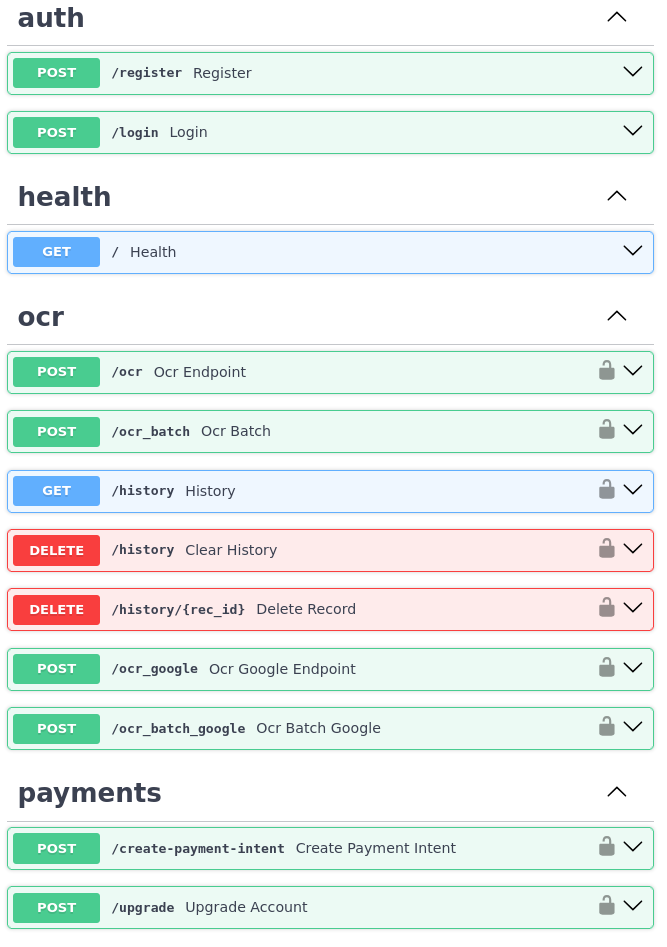 auth
POST /register Register
POST /login Login
health
GET / Health
ocr
POST /ocr Ocr Endpoint
POST /ocr_batch Ocr Batch
GET /history History
DELETE /history Clear History
DELETE /history/{rec_id} Delete Record
POST /ocr_google Ocr Google Endpoint
POST /ocr_batch_google Ocr Batch Google
payments
POST /create-payment-intent Create Payment Intent
POST /upgrade Upgrade Account